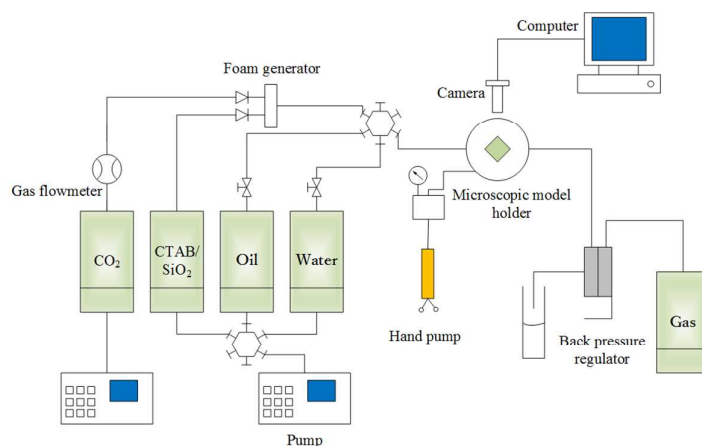 Computer
Foam generator
Camera
Gas flowmeter
Microscopic model
holder
CO₂
CTAB/
SiO₂
Oil
Water
Gas
Hand pump
Back pressure
regulator
Pump